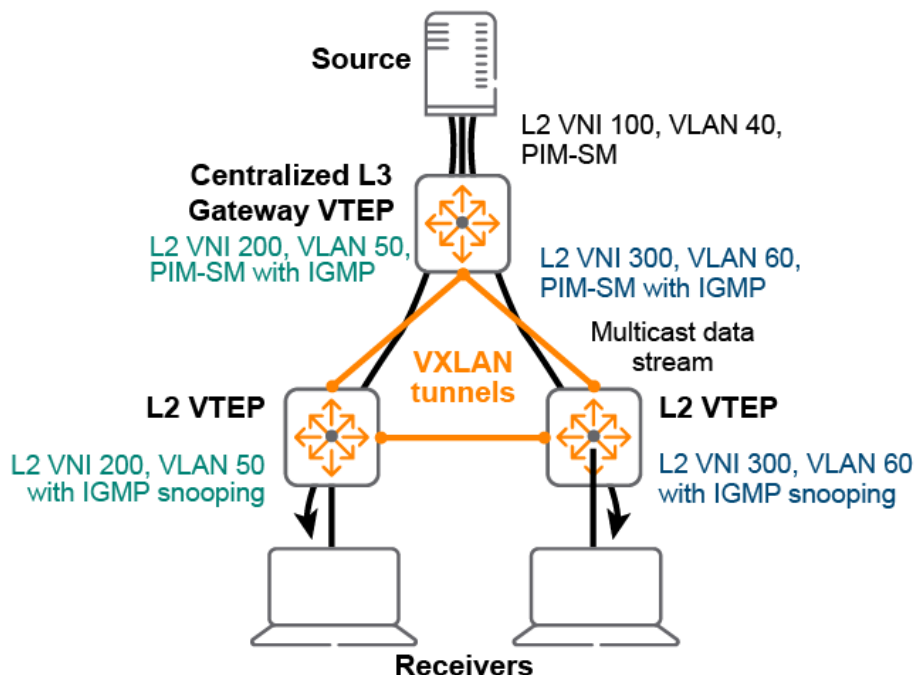 Source
L2 VNI 100, VLAN 40,
PIM-SM
Centralized L3
Gateway VTEP
L2 VNI 200, VLAN 50,
PIM-SM with IGMP
L2 VNI 300, VLAN 60,
PIM-SM with IGMP
Multicast data
stream
VXLAN
tunnels
L2 VTEP
L2 VTEP
L2 VNI 200, VLAN 50
with IGMP snooping
L2 VNI 300, VLAN 60
with IGMP snooping
Receivers